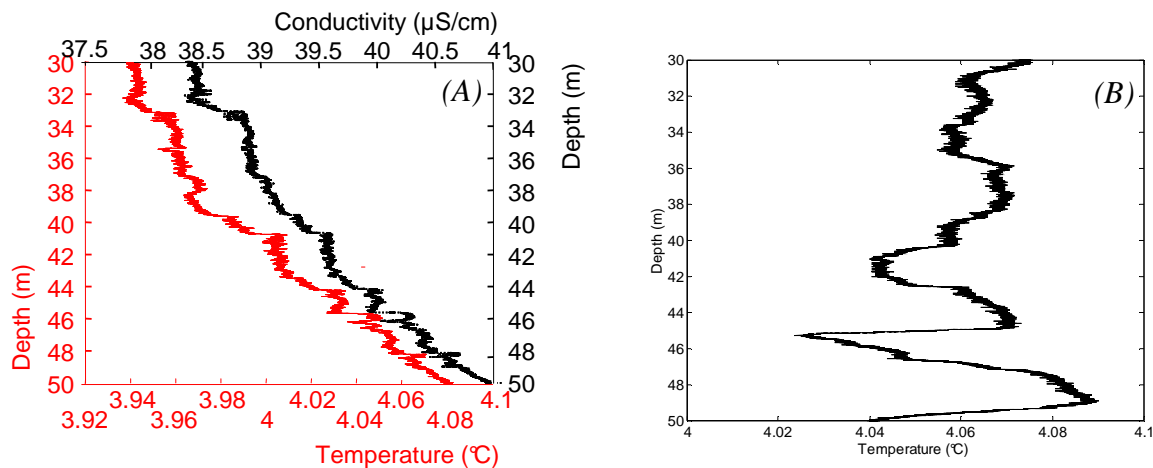 Conductivity (µS/cm)
37.5 38 38.5 39 39.5 40 40.5 41
30 30
32 (A) 32
34 34
36 36
38 38
40 40
42 42
44 44
46 46
48 48
50 50
Depth (m)
Depth (m)
3.94 3.98 4.02 4.06 4.1
3.92 3.96 4 4.04 4.08
Temperature (°C)
30
(B)
32
34
36
38
40
42
44
46
48
50
Depth (m)
4 4.02 4.04 4.06 4.08 4.1
Temperature (°C)